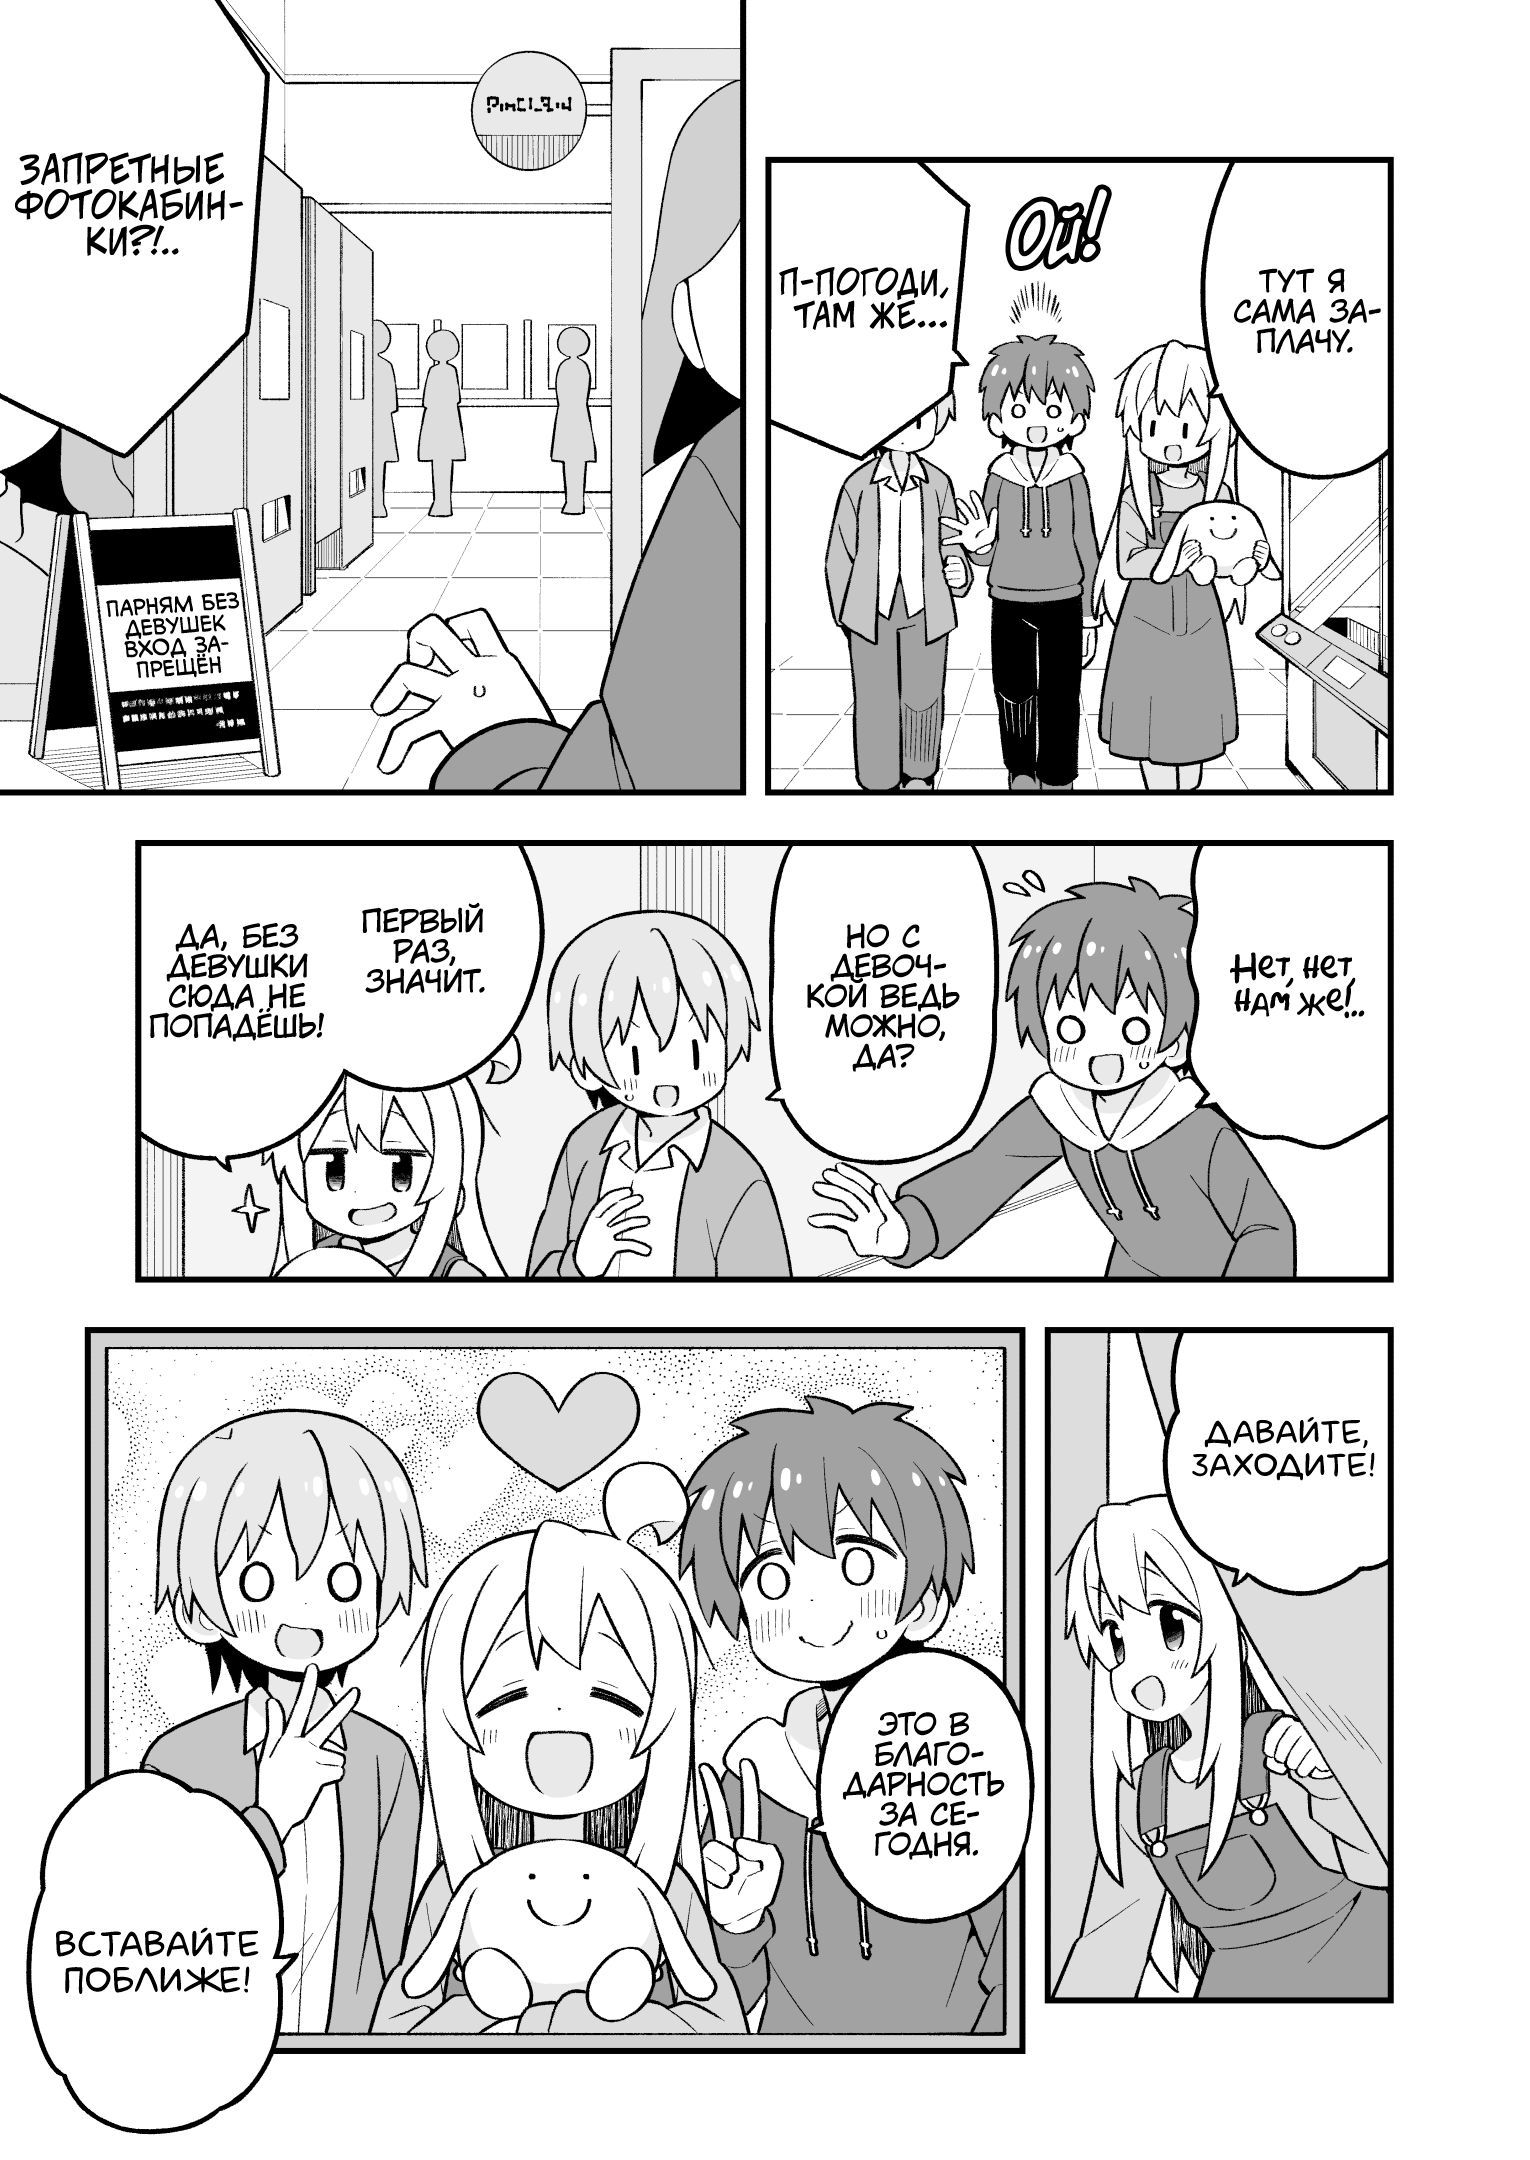 ТУТ Я
САМА ЗА-
ПЛАЧУ.
Ой!
П-ПОГОДИ,
ТАМ ЖЕ...
ЗАПРЕТНЫЕ
ФОТОКАБИН-
КИ?!..
ПАРНЯМ БЕЗ
ДЕВУШЕК
ВХОД ЗА-
ПРЕЩЁН
Нет, нет,
нам же!..
НО С
ДЕВОЧ-
КОЙ ВЕДЬ
МОЖНО,
ДА?
ПЕРВЫЙ
РАЗ,
ЗНАЧИТ.
ДА, БЕЗ
ДЕВУШКИ
СЮДА НЕ
ПОПАДЁШЬ!
ДАВАЙТЕ,
ЗАХОДИТЕ!
ЭТО В
БЛАГО-
ДАРНОСТЬ
ЗА СЕ-
ГОДНЯ.
ВСТАВАЙТЕ
ПОБЛИЖЕ!